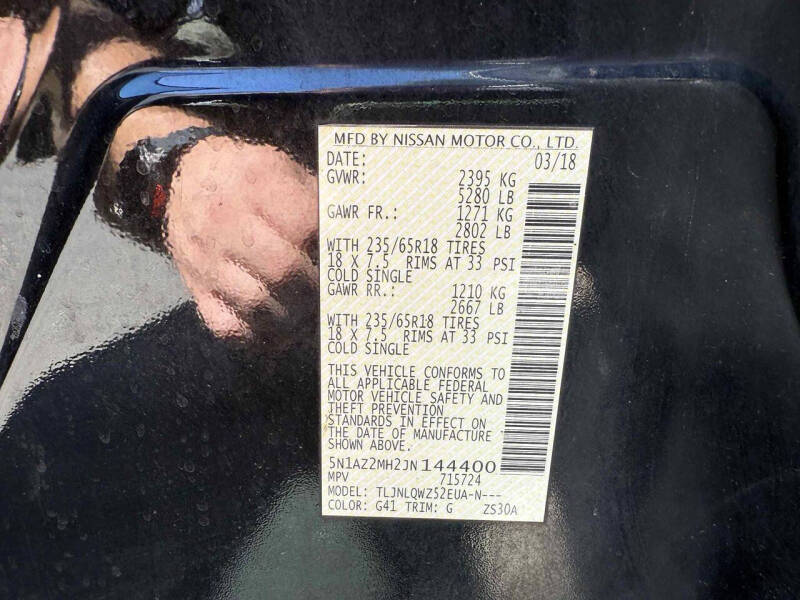 MFD BY NISSAN MOTOR CO., LTD.
DATE: 03/18
GVWR: 2395 KG
5280 LB
GAWR FR.: 1271 KG
2802 LB
WITH 235/65R18 TIRES
18 X 7.5 RIMS AT 33 PSI
COLD SINGLE
GAWR RR.: 1210 KG
2667 LB
WITH 235/65R18 TIRES
18 X 7.5 RIMS AT 33 PSI
COLD SINGLE
THIS VEHICLE CONFORMS TO
ALL APPLICABLE FEDERAL
MOTOR VEHICLE SAFETY AND
THEFT PREVENTION
STANDARDS IN EFFECT ON
THE DATE OF MANUFACTURE
SHOWN ABOVE.
5N1AZ2MH2JN144400
MPV 715724
MODEL: TLJNLQWZ52EUA-N---
COLOR: G41 TRIM: G ZS30A